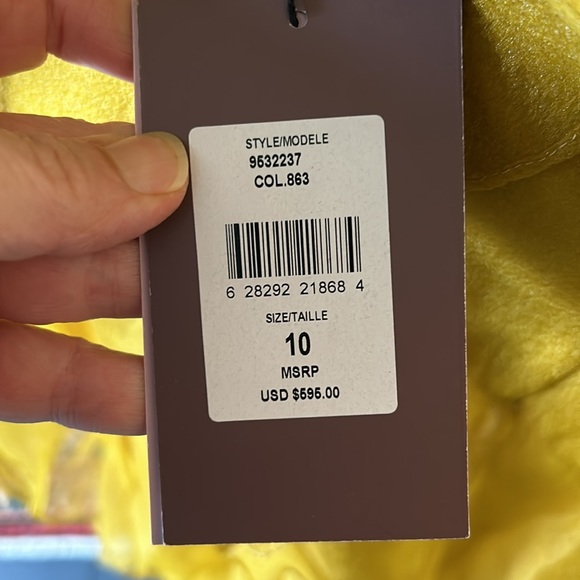 STYLE/MODELE
9532237
COL.863
6 28292 21868 4
SIZE/TAILLE
10
MSRP
USD $595.00